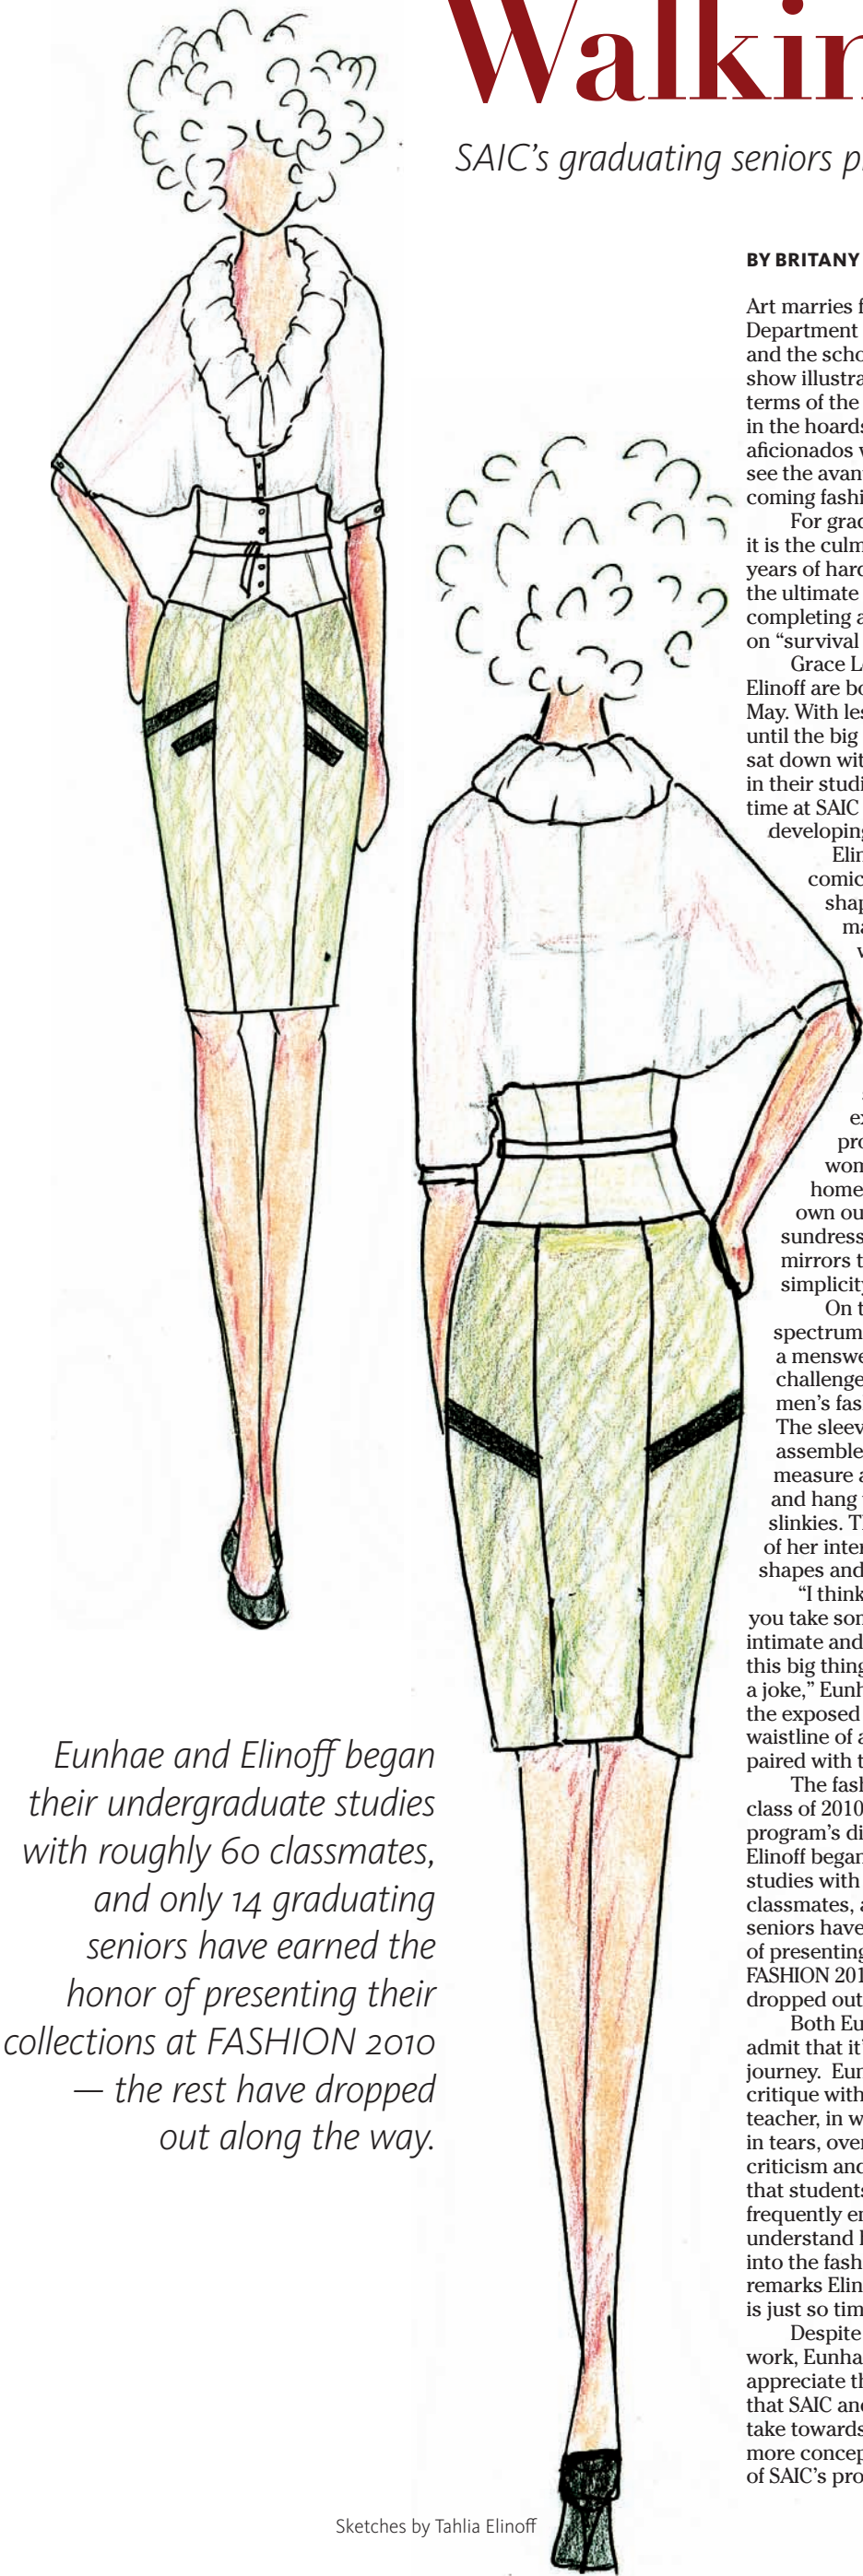 Walkin
SAIC’s graduating seniors p
BY BRITANY
Art marries f
Department
and the scho
show illustra
terms of the
in the hoards
aficionados w
see the avan
coming fashi
For grad
it is the culm
years of hard
the ultimate
completing a
on “survival
Grace L
Elinoff are bo
May. With les
until the big
sat down wit
in their studi
time at SAIC
developing
Elin
comic
shap
ma
w
ex
pro
wom
home
own ou
sundress
mirrors t
simplicity
On t
spectrum
a menswe
challenge
men’s fas
The sleev
assemble
measure a
and hang
slinkies. Th
of her inter
shapes and
“I think
you take som
intimate and
this big thing
a joke,” Eunh
the exposed
waistline of a
paired with t
The fash
class of 2010
program’s di
Elinoff began
studies with
classmates, a
seniors have
of presenting
FASHION 201
dropped out
Both Eu
admit that it’
journey. Eun
critique with
teacher, in w
in tears, over
criticism and
that students
frequently en
understand h
into the fash
remarks Elin
is just so tim
Despite
work, Eunha
appreciate th
that SAIC and
take towards
more concep
of SAIC’s pro
Eunhae and Elinoff began
their undergraduate studies
with roughly 60 classmates,
and only 14 graduating
seniors have earned the
honor of presenting their
collections at FASHION 2010
— the rest have dropped
out along the way.
Sketches by Tahlia Elinoff